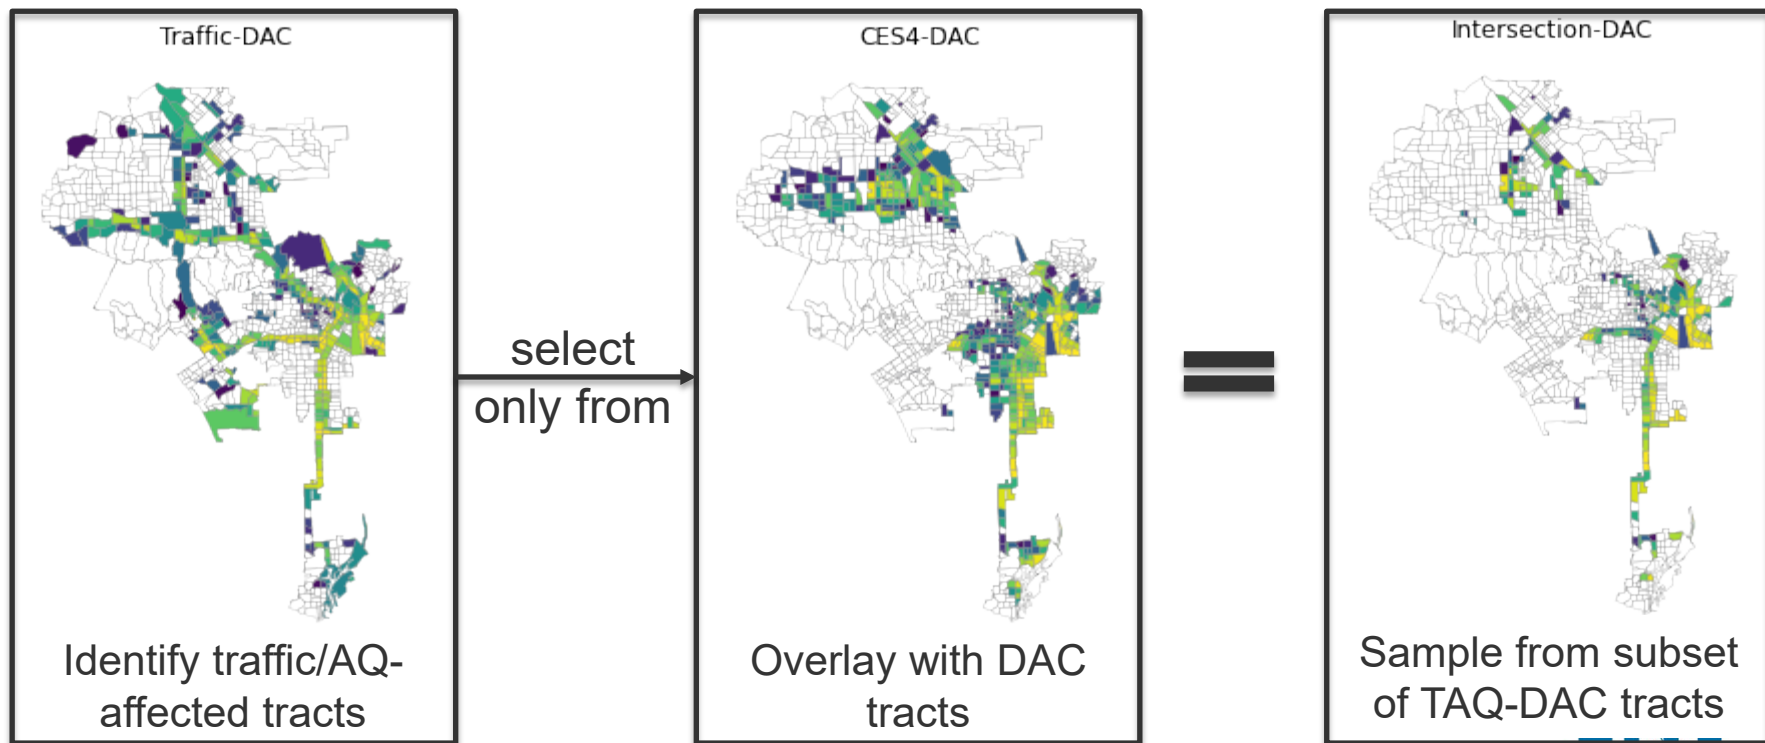 Traffic-DAC
Identify traffic/AQ-
affected tracts
select
only from
CES4-DAC
Overlay with DAC
tracts
=
Intersection-DAC
Sample from subset
of TAQ-DAC tracts